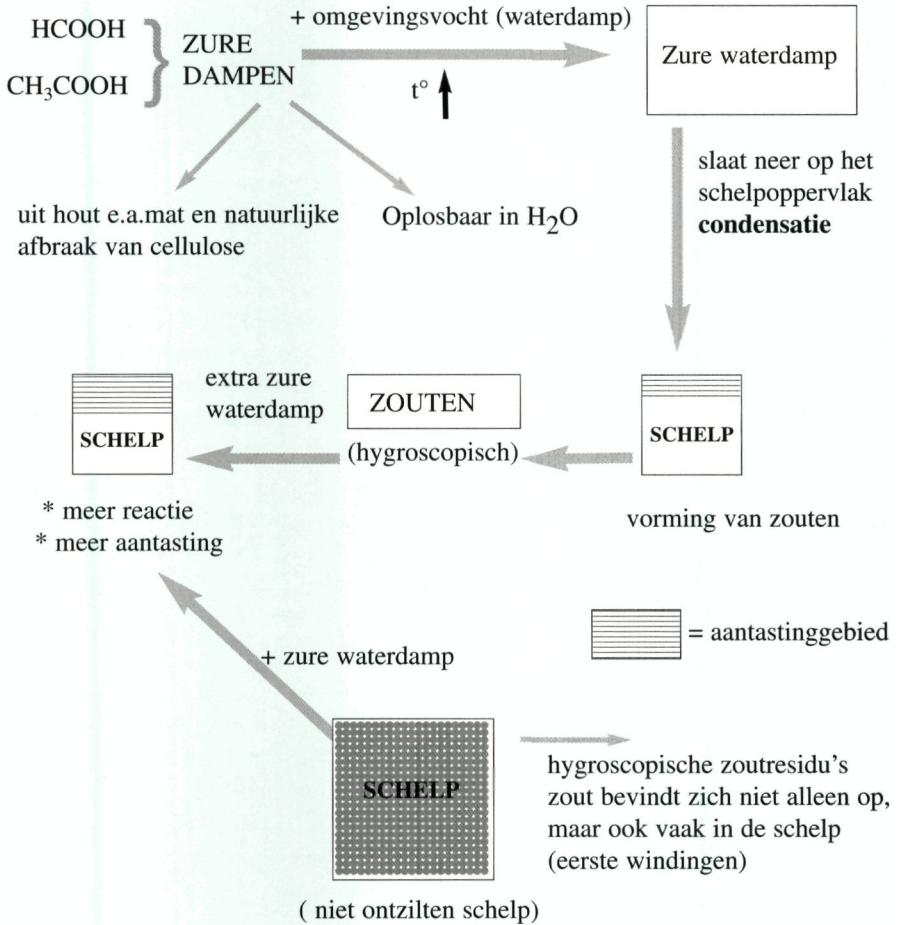 HCOOH
CH₃COOH
ZURE
DAMPEN
+ omgevingsvocht (waterdamp)
t°
Zure waterdamp
slaat neer op het
schelpoppervlak
condensatie
uit hout e.a.mat en natuurlijke
afbraak van cellulose
Oplosbaar in H₂O
SCHELP
vorming van zouten
ZOUTEN
(hygroscopisch)
extra zure
waterdamp
SCHELP
* meer reactie
* meer aantasting
= aantastinggebied
+ zure waterdamp
SCHELP
( niet ontzilten schelp)
hygroscopische zoutresidu's
zout bevindt zich niet alleen op,
maar ook vaak in de schelp
(eerste windingen)